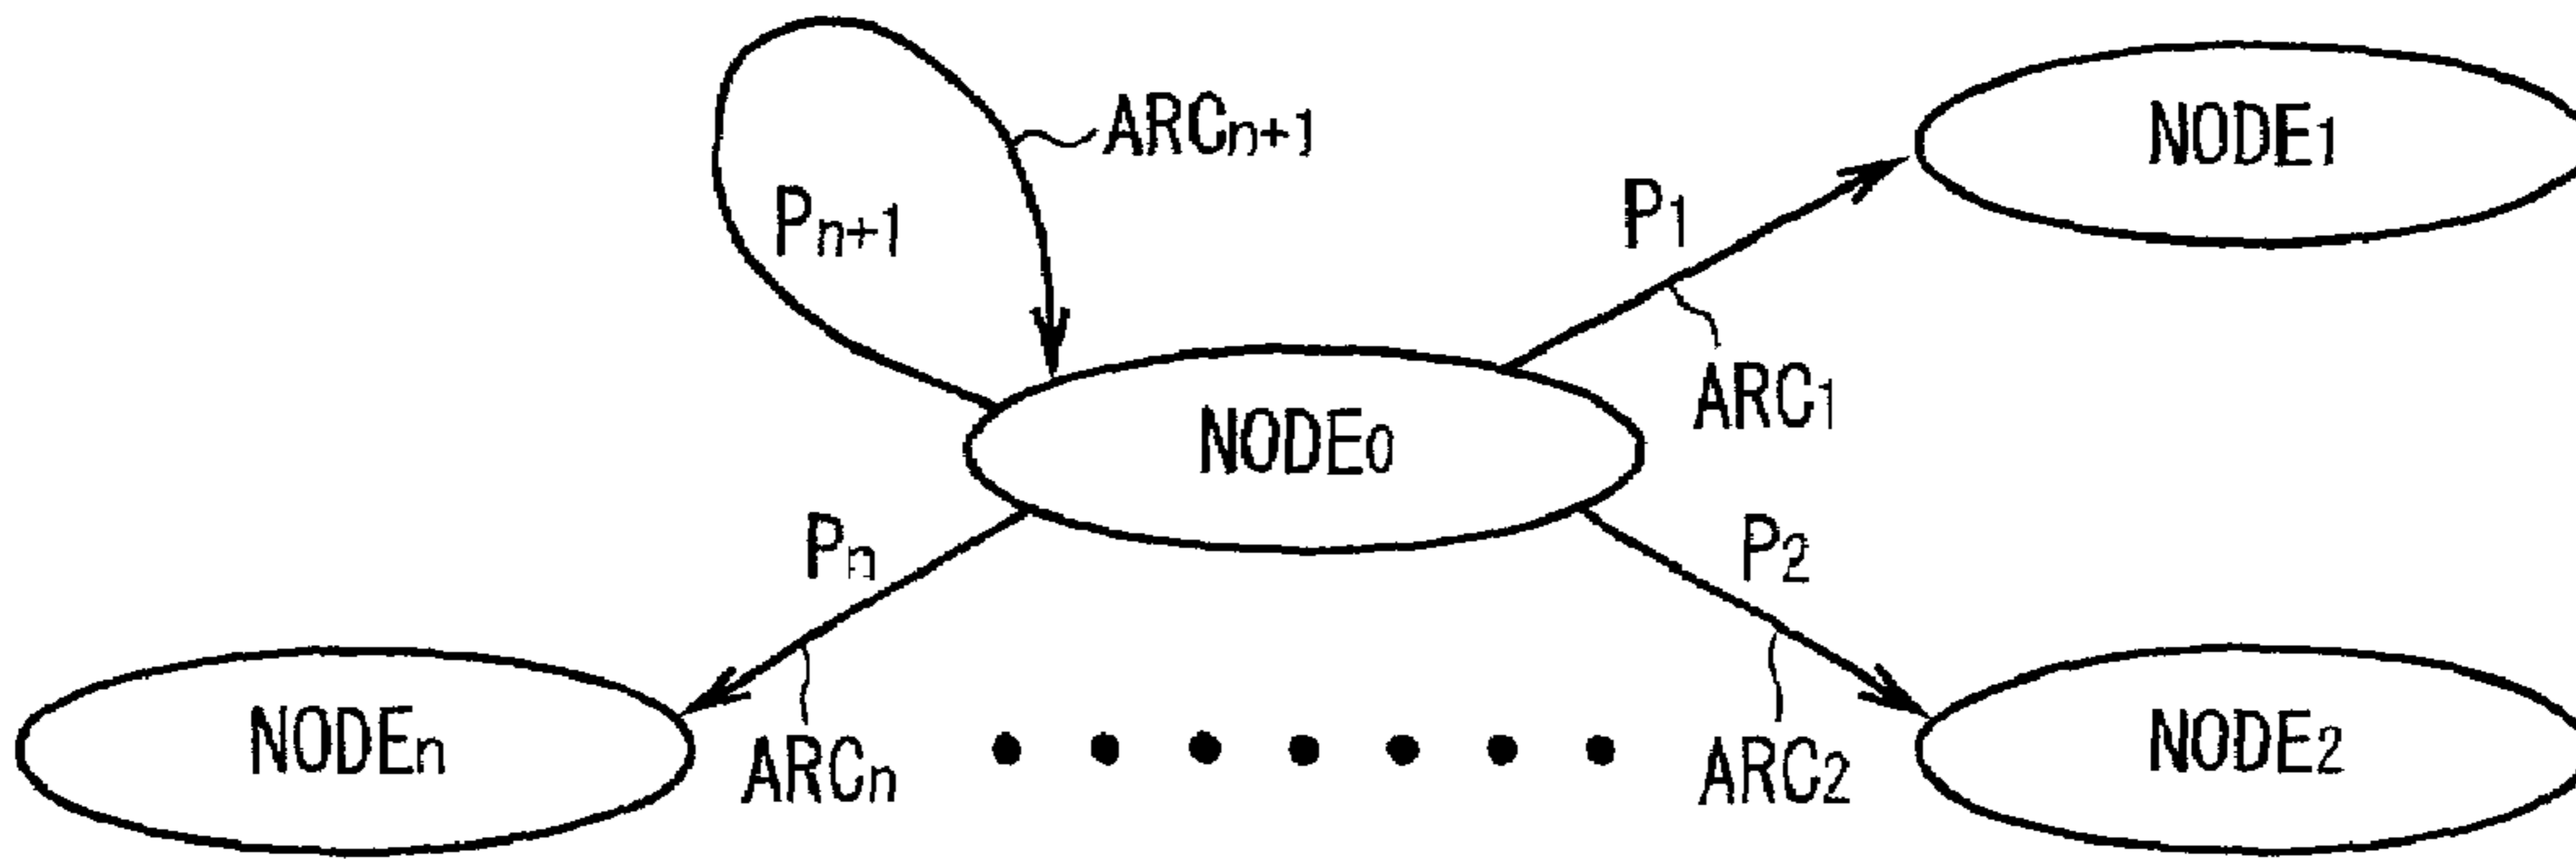 ARCn+1
NODE1
Pn+1
P1
ARC1
NODE0
Pn
P2
NODEn
ARCn
ARC2
NODE2